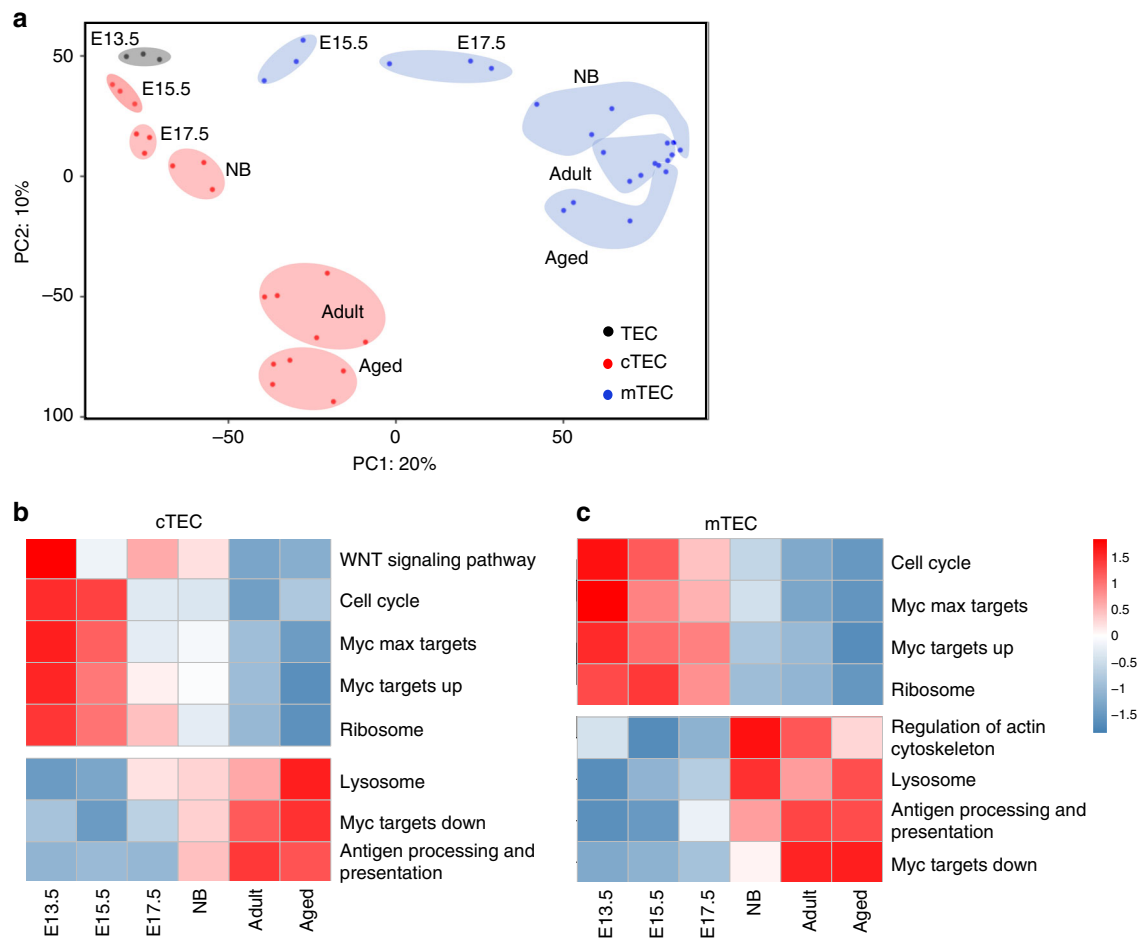 a
E13.5
E15.5
E17.5
E15.5
E17.5
NB
NB
Adult
Aged
Adult
Aged
TEC
cTEC
mTEC
50
0
–50
100
PC2: 10%
–50
0
50
PC1: 20%
b
cTEC
WNT signaling pathway
Cell cycle
Myc max targets
Myc targets up
Ribosome
Lysosome
Myc targets down
Antigen processing and
presentation
E13.5
E15.5
E17.5
NB
Adult
Aged
c
mTEC
Cell cycle
Myc max targets
Myc targets up
Ribosome
Regulation of actin
cytoskeleton
Lysosome
Antigen processing and
presentation
Myc targets down
E13.5
E15.5
E17.5
NB
Adult
Aged
1.5
1
0.5
0
–0.5
–1
–1.5